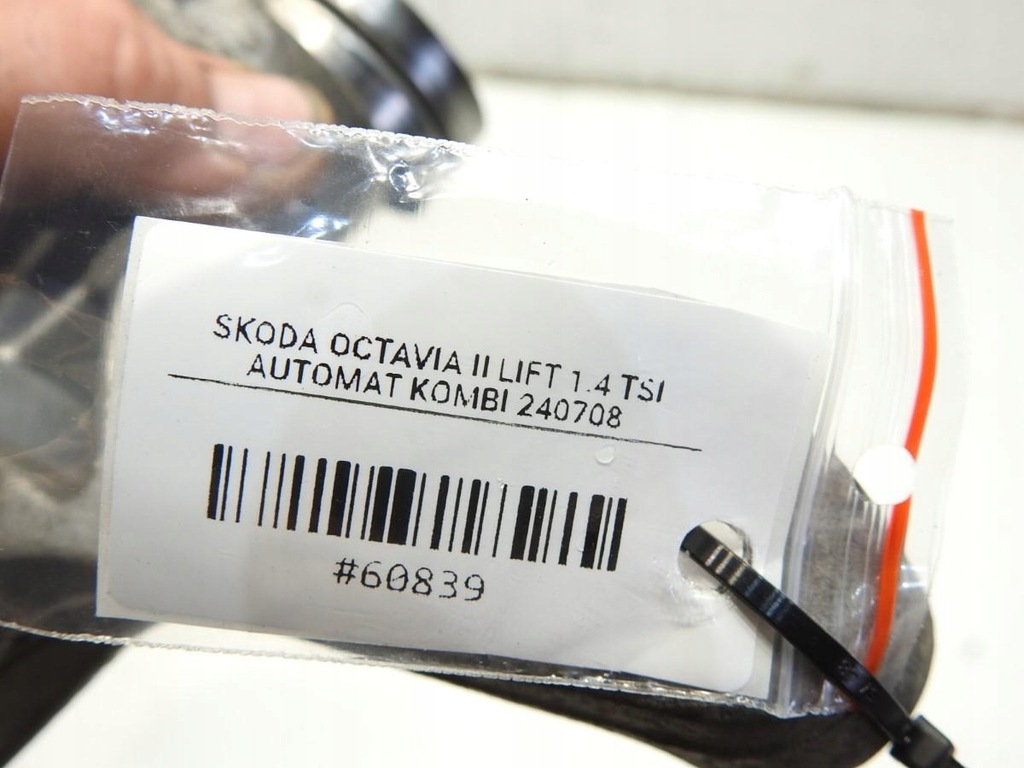 SKODA OCTAVIA II LIFT 1.4 TSI
AUTOMAT KOMBI 240708
#60839